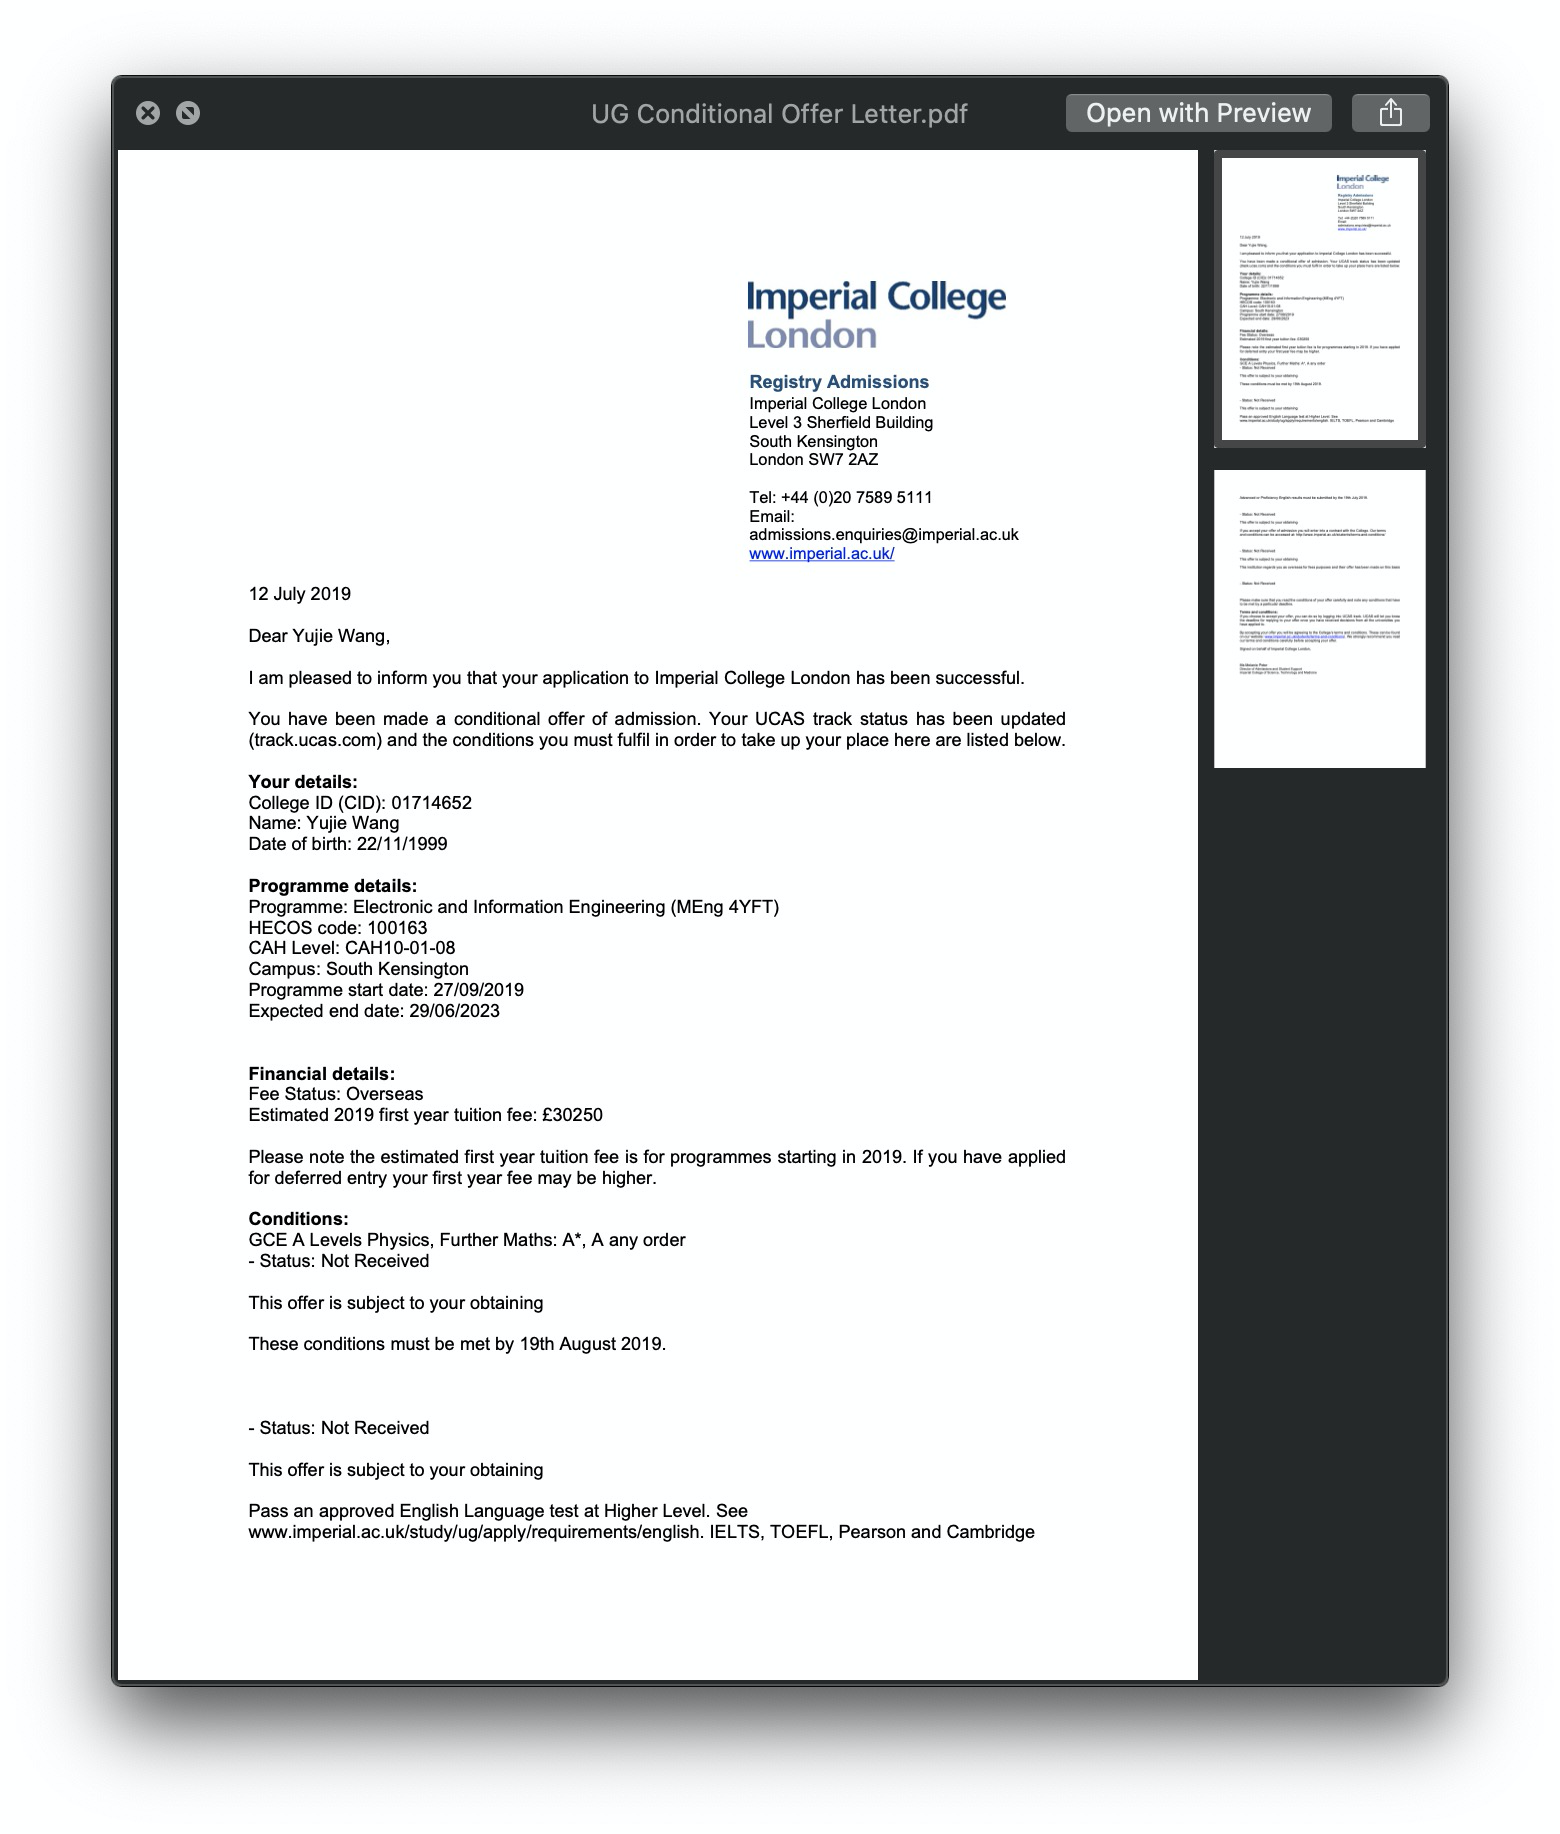 UG Conditional Offer Letter.pdf
Open with Preview
Imperial College
London
Registry Admissions
Imperial College London
Level 3 Sherfield Building
South Kensington
London SW7 2AZ
Tel: +44 (0)20 7589 5111
Email:
admissions.enquiries@imperial.ac.uk
www.imperial.ac.uk/
12 July 2019
Dear Yujie Wang,
I am pleased to inform you that your application to Imperial College London has been successful.
You have been made a conditional offer of admission. Your UCAS track status has been updated
(track.ucas.com) and the conditions you must fulfil in order to take up your place here are listed below.
Your details:
College ID (CID): 01714652
Name: Yujie Wang
Date of birth: 22/11/1999
Programme details:
Programme: Electronic and Information Engineering (MEng 4YFT)
HECOS code: 100163
CAH Level: CAH10-01-08
Campus: South Kensington
Programme start date: 27/09/2019
Expected end date: 29/06/2023
Financial details:
Fee Status: Overseas
Estimated 2019 first year tuition fee: £30250
Please note the estimated first year tuition fee is for programmes starting in 2019. If you have applied
for deferred entry your first year fee may be higher.
Conditions:
GCE A Levels Physics, Further Maths: A*, A any order
- Status: Not Received
This offer is subject to your obtaining
These conditions must be met by 19th August 2019.
- Status: Not Received
This offer is subject to your obtaining
Pass an approved English Language test at Higher Level. See
www.imperial.ac.uk/study/ug/apply/requirements/english. IELTS, TOEFL, Pearson and Cambridge